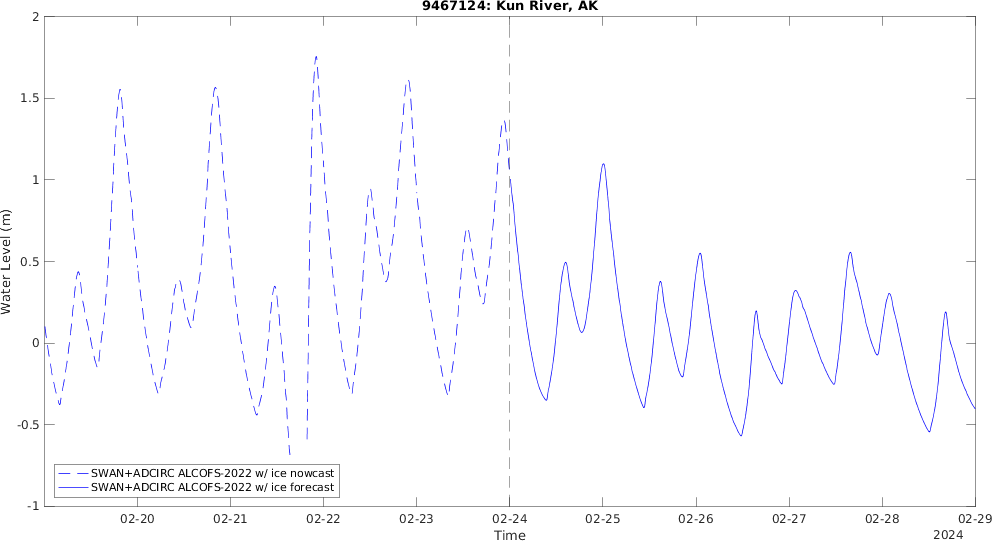 9467124: Kun River, AK
2
1.5
1
0.5
0
-0.5
-1
Water Level (m)
SWAN+ADCIRC ALCOFS-2022 w/ ice nowcast
SWAN+ADCIRC ALCOFS-2022 w/ ice forecast
02-20 02-21 02-22 02-23 02-24 02-25 02-26 02-27 02-28 02-29
Time
2024